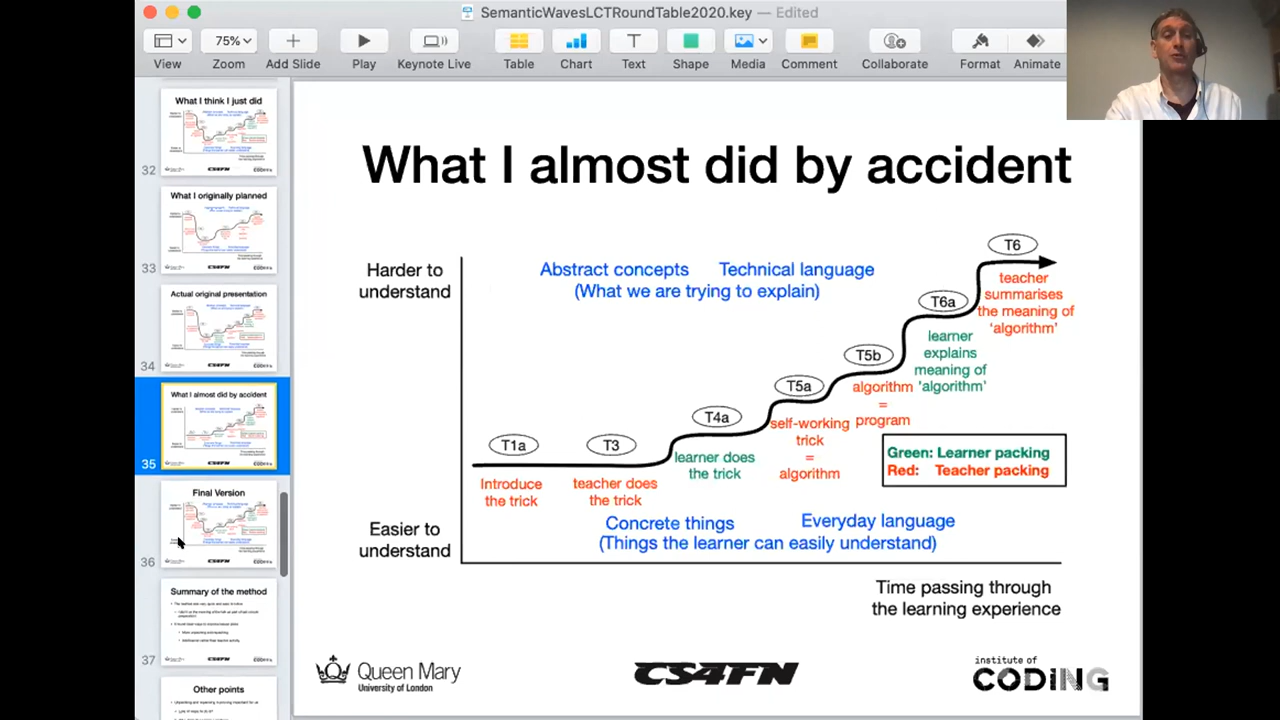 SemanticWavesLCTRoundTable2020.key — Edited
75%
View
Zoom
Add Slide
Play
Keynote Live
Table
Chart
Text
Shape
Media
Comment
Collaborate
Format
Animate
What I think I just did
32
What I originally planned
33
Actual original presentation
34
What I almost did by accident
35
Final Version
36
Summary of the method
37
Other points
What I almost did by accident
Harder to
understand
Abstract concepts Technical language
(What we are trying to explain)
T6
teacher
summarises
the meaning of
'algorithm'
T6a
learner
explains
meaning of
'algorithm'
T5b
algorithm
=
program
T5a
self-working
trick
=
algorithm
T4a
learner does
the trick
T3
teacher does
the trick
T1a
Introduce
the trick
Green: Learner packing
Red: Teacher packing
Easier to
understand
Concrete things Everyday language
(Things the learner can easily understand)
Time passing through
the learning experience
Queen Mary
University of London
CS4FN
institute of
CODING